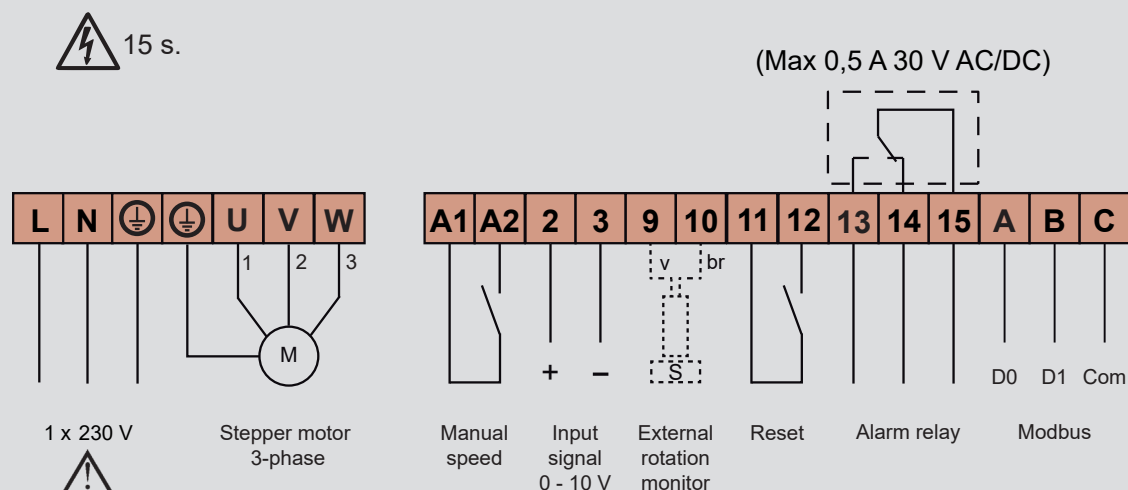 15 s.
(Max 0,5 A 30 V AC/DC)
L N U V W A1 A2 2 3 9 10 11 12 13 14 15 A B C
1 2 3 v br
M + – S D0 D1 Com
1 x 230 V
Stepper motor
3-phase
Manual
speed
Input
signal
0 - 10 V
External
rotation
monitor
Reset
Alarm relay
Modbus